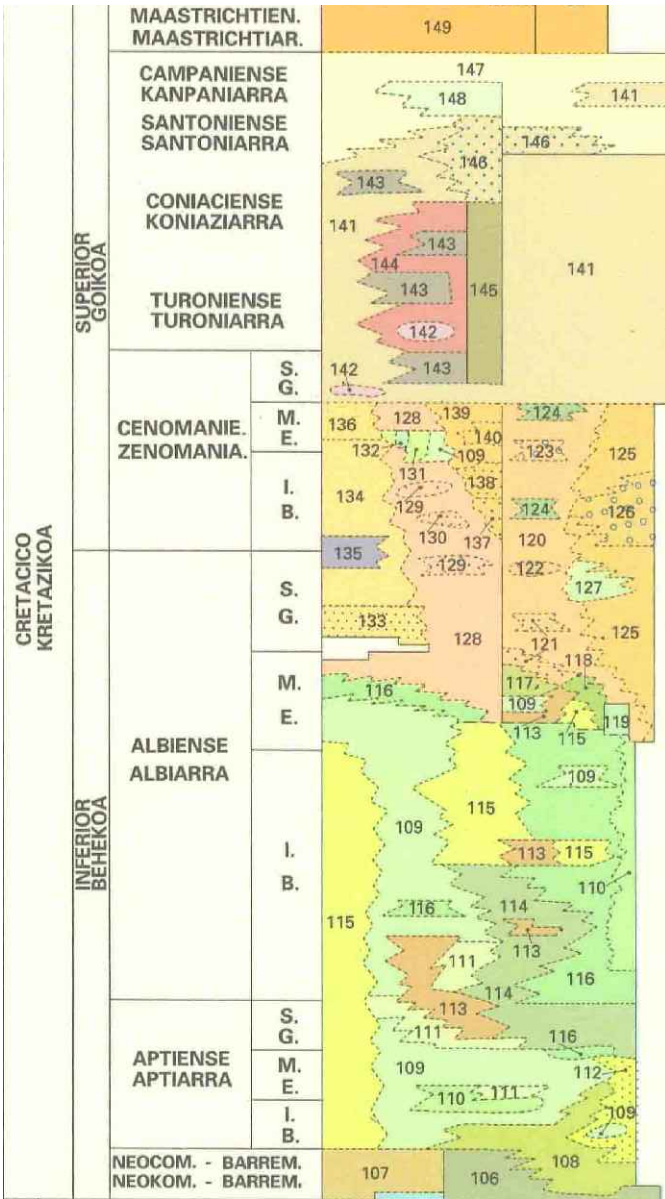 MAASTRICHTIEN.
MAASTRICHTIAR.
149
CAMPANIENSE
KANPANIARRA
147
148
141
SANTONIENSE
SANTONIARRA
146
146
143
CONIACIENSE
KONIAZIARRA
141
143
144
141
143
145
TURONIENSE
TURONIARRA
142
SUPERIOR
GOIKOA
142
143
S.
G.
CENOMANIE.
ZENOMANIA.
M.
E.
136
128
139
124
132
140
123
125
131
109
I.
B.
134
129
138
130
137
124
126
120
CRETACICO
KRETAZIKOA
135
129
122
127
S.
G.
133
128
121
125
118
M.
E.
116
117
109
113
115
119
ALBIENSE
ALBIARRA
109
115
109
113
115
110
INFERIOR
BEHEKOA
I.
B.
115
116
114
113
111
116
113
114
S.
G.
111
116
APTIENSE
APTIARRA
M.
E.
109
112
110
111
I.
B.
109
NEOCOM. - BARREM.
NEOKOM. - BARREM.
107
106
108